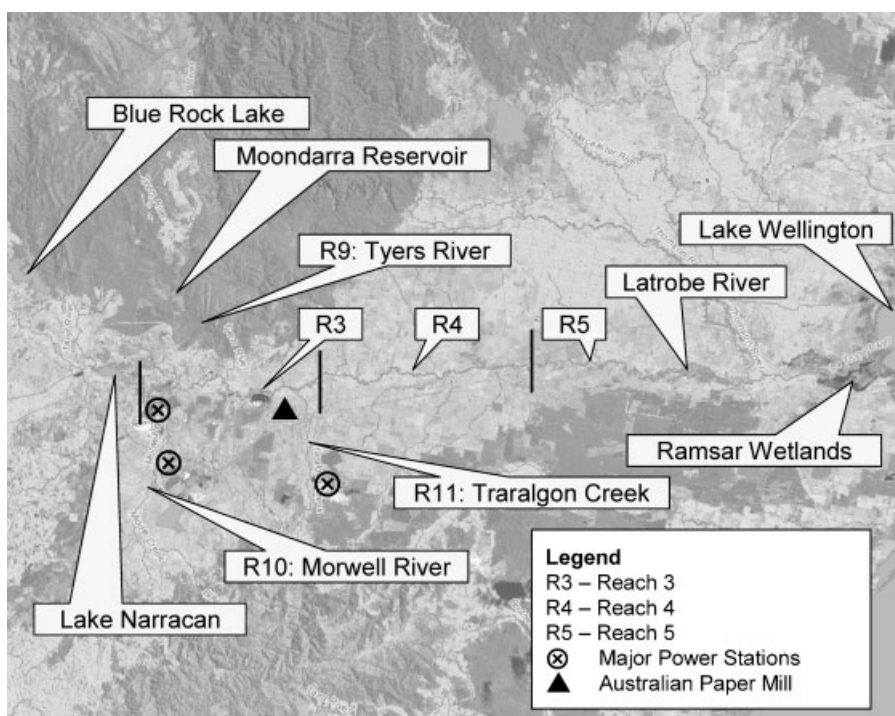 Blue Rock Lake
Moondarra Reservoir
Lake Wellington
R9: Tyers River
Latrobe River
R3
R4
R5
Ramsar Wetlands
R11: Traralgon Creek
R10: Morwell River
Lake Narracan
Legend
R3 – Reach 3
R4 – Reach 4
R5 – Reach 5
Major Power Stations
Australian Paper Mill